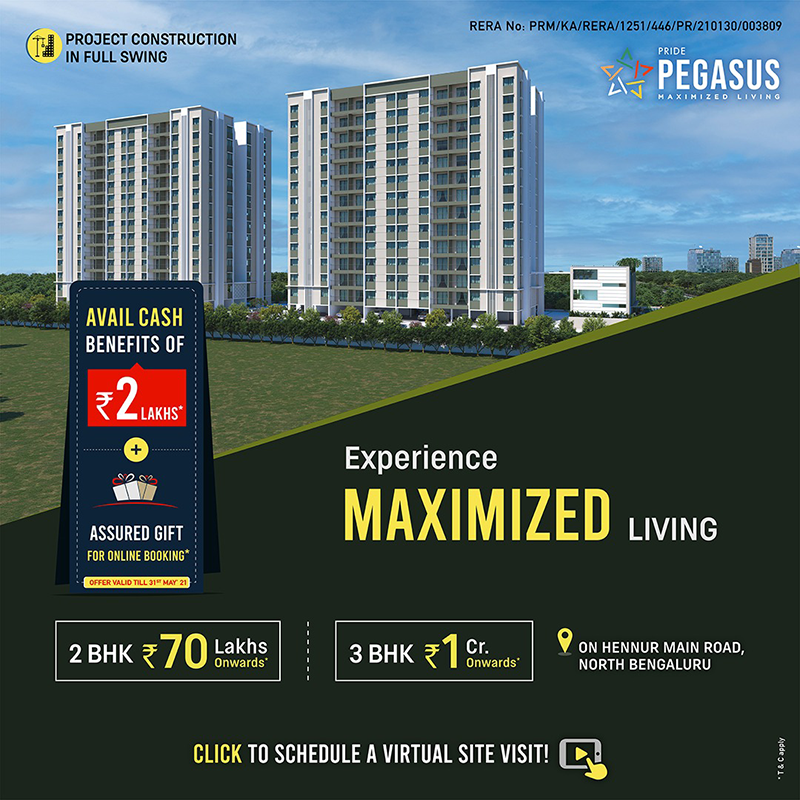 PROJECT CONSTRUCTION
IN FULL SWING
RERA No: PRM/KA/RERA/1251/446/PR/210130/003809
PRIDE
PEGASUS
MAXIMIZED LIVING
AVAIL CASH
BENEFITS OF
₹2 LAKHS*
+
ASSURED GIFT
FOR ONLINE BOOKING*
OFFER VALID TILL 31ST MAY' 21
Experience
MAXIMIZED LIVING
2 BHK ₹70 Lakhs Onwards*
3 BHK ₹1 Cr. Onwards*
ON HENNUR MAIN ROAD,
NORTH BENGALURU
CLICK TO SCHEDULE A VIRTUAL SITE VISIT!
*T & C apply